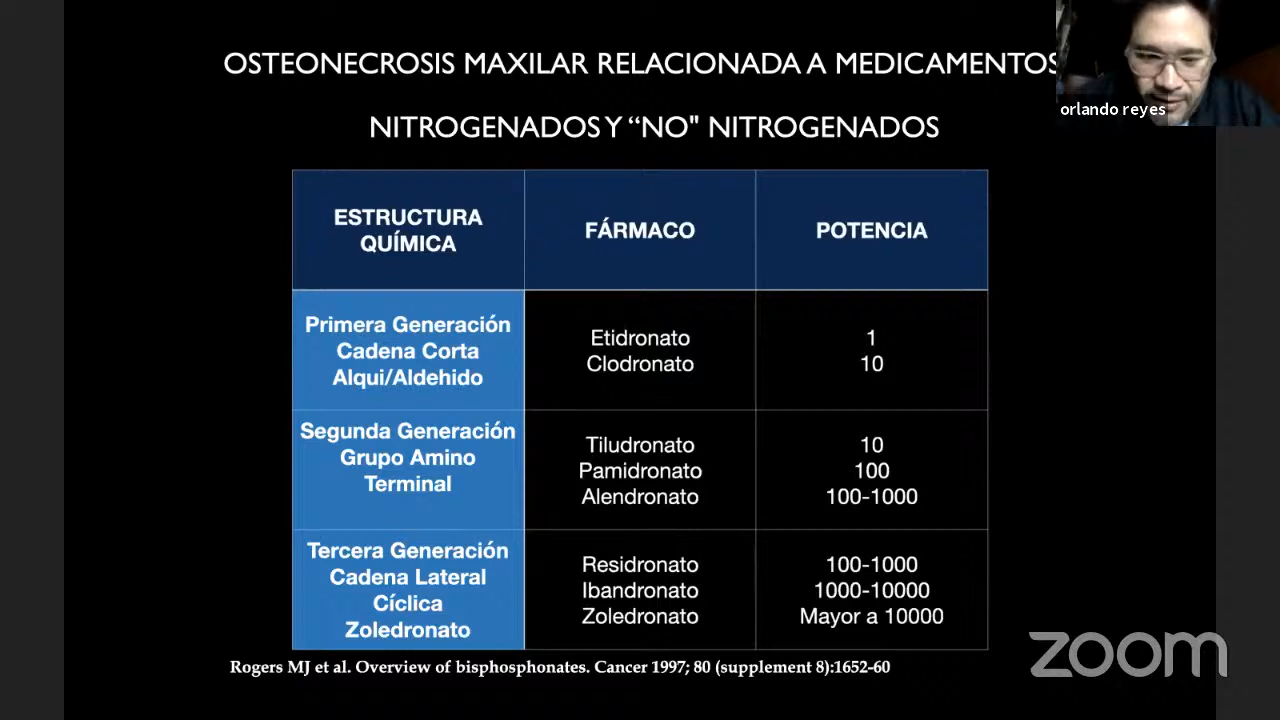 OSTEONECROSIS MAXILAR RELACIONADA A MEDICAMENTOS
orlando reyes
NITROGENADOS Y “NO" NITROGENADOS
ESTRUCTURA
QUÍMICA
FÁRMACO
POTENCIA
Primera Generación
Cadena Corta
Alqui/Aldehido
Etidronato
Clodronato
1
10
Segunda Generación
Grupo Amino
Terminal
Tiludronato
Pamidronato
Alendronato
10
100
100-1000
Tercera Generación
Cadena Lateral
Cíclica
Zoledronato
Residronato
Ibandronato
Zoledronato
100-1000
1000-10000
Mayor a 10000
Rogers MJ et al. Overview of bisphosphonates. Cancer 1997; 80 (supplement 8):1652-60
zoom